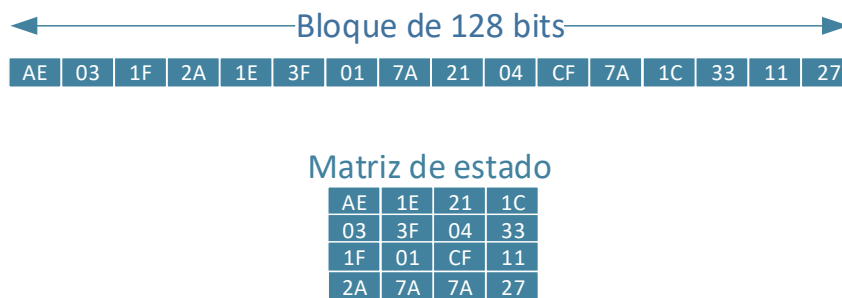 Bloque de 128 bits
AE 03 1F 2A 1E 3F 01 7A 21 04 CF 7A 1C 33 11 27
Matriz de estado
AE 1E 21 1C
03 3F 04 33
1F 01 CF 11
2A 7A 7A 27